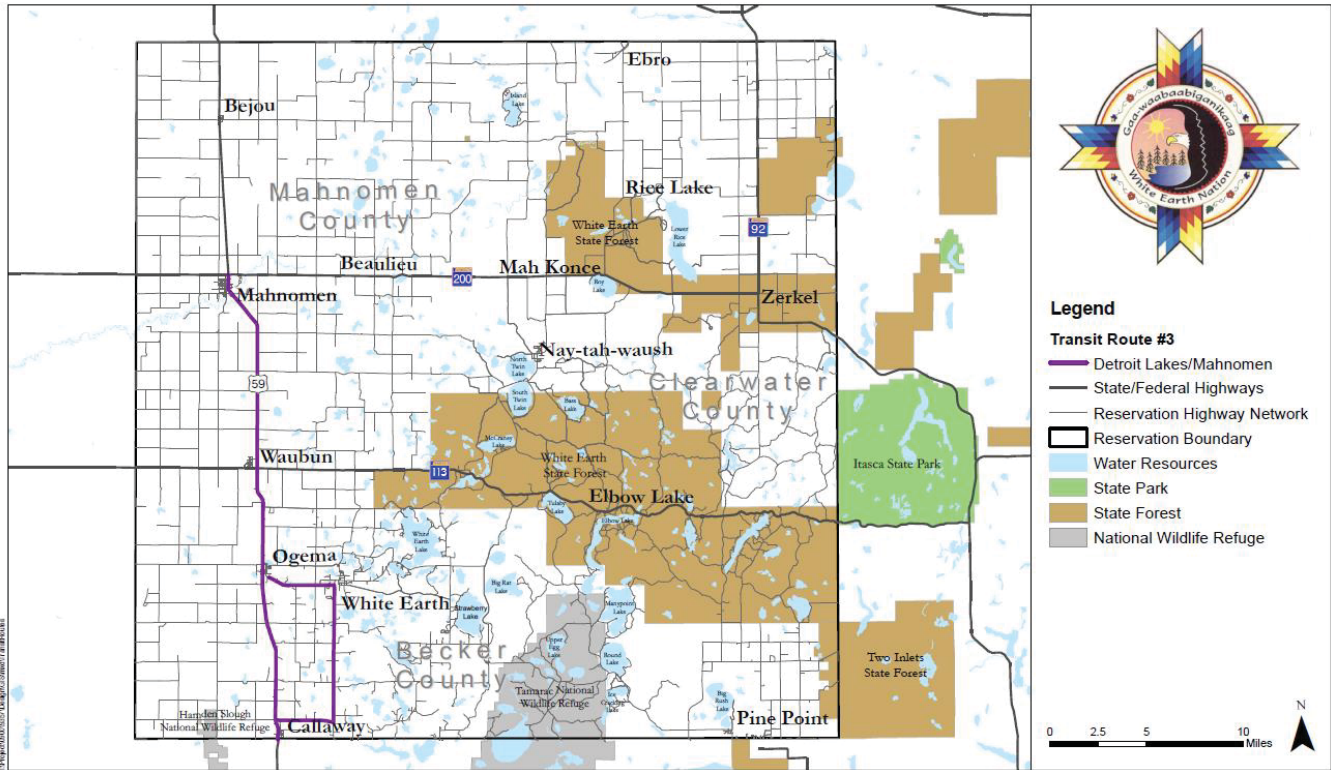 Ebro
Bejou
Island
Lake
Mahnomen
County
Rice Lake
White Earth
State Forest
Lower
Rice
Lake
92
Beaulieu
Mah Konce
200
Boy
Lake
Mahnomen
Zerkel
Nay-tah-waush
North
Twin
Lake
59
Clearwater
County
South
Twin
Lake
Bass
Lake
McCraney
Lake
Waubun
113
White Earth
State Forest
Itasca State Park
Elbow Lake
Tulaby
Lake
Elbow Lake
White
Earth
Lake
Ogema
Big Rat
Lake
White Earth
Strawberry
Lake
Becker
County
Upper
Egg
Lake
Round
Lake
Two Inlets
State Forest
Tamarac National
Wildlife Refuge
Ice
Cracking
Lake
Big
Rush
Lake
Hamden Slough
National Wildlife Refuge
Callaway
Pine Point
Gaa-waabaabiganikaag
White Earth Nation
Legend
Transit Route #3
Detroit Lakes/Mahnomen
State/Federal Highways
Reservation Highway Network
Reservation Boundary
Water Resources
State Park
State Forest
National Wildlife Refuge
N
0 2.5 5 10
Miles